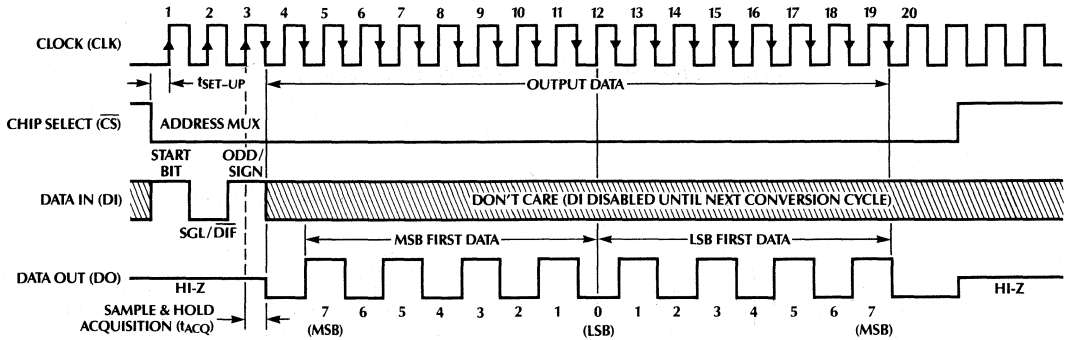 1 2 3 4 5 6 7 8 9 10 11 12 13 14 15 16 17 18 19 20
CLOCK (CLK)
tSET-UP
OUTPUT DATA
CHIP SELECT (C̅S̅)
ADDRESS MUX
START
BIT
ODD/
SIGN
DATA IN (DI)
DON'T CARE (DI DISABLED UNTIL NEXT CONVERSION CYCLE)
SGL/D̅I̅F̅
MSB FIRST DATA
LSB FIRST DATA
DATA OUT (DO)
HI-Z
HI-Z
SAMPLE & HOLD
ACQUISITION (tACQ)
7 6 5 4 3 2 1 0 1 2 3 4 5 6 7
(MSB) (LSB) (MSB)